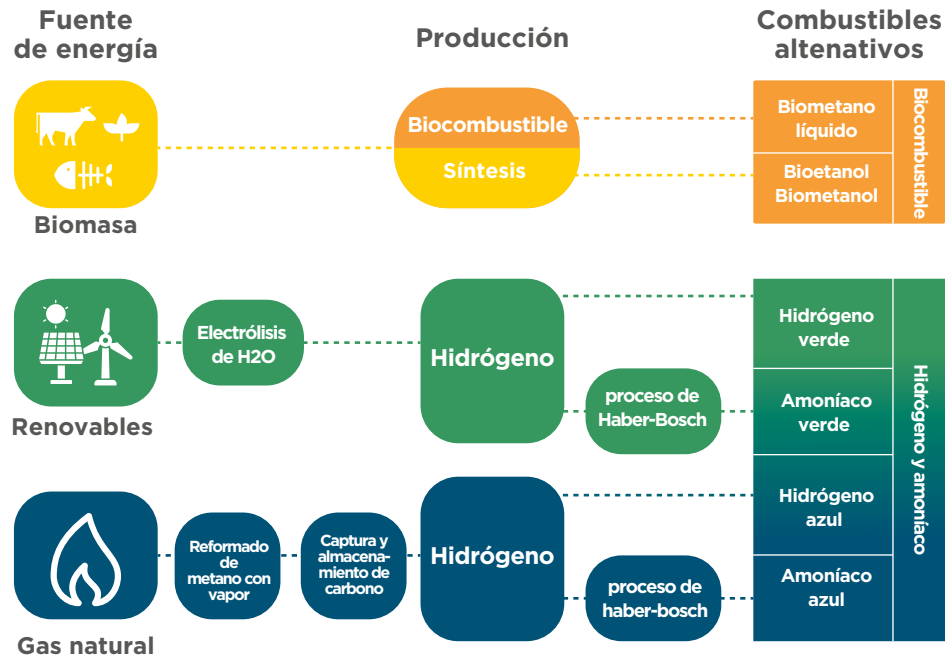 Fuente
de energía
Producción
Combustibles
altenativos
Biomasa
Biocombustible
Síntesis
Biometano
líquido
Bioetanol
Biometanol
Biocombustible
Renovables
Electrólisis
de H2O
Hidrógeno
proceso de
Haber-Bosch
Hidrógeno
verde
Amoníaco
verde
Hidrógeno y amoníaco
Gas natural
Reformado
de
metano con
vapor
Captura y
almacena-
miento de
carbono
Hidrógeno
proceso de
haber-bosch
Hidrógeno
azul
Amoníaco
azul